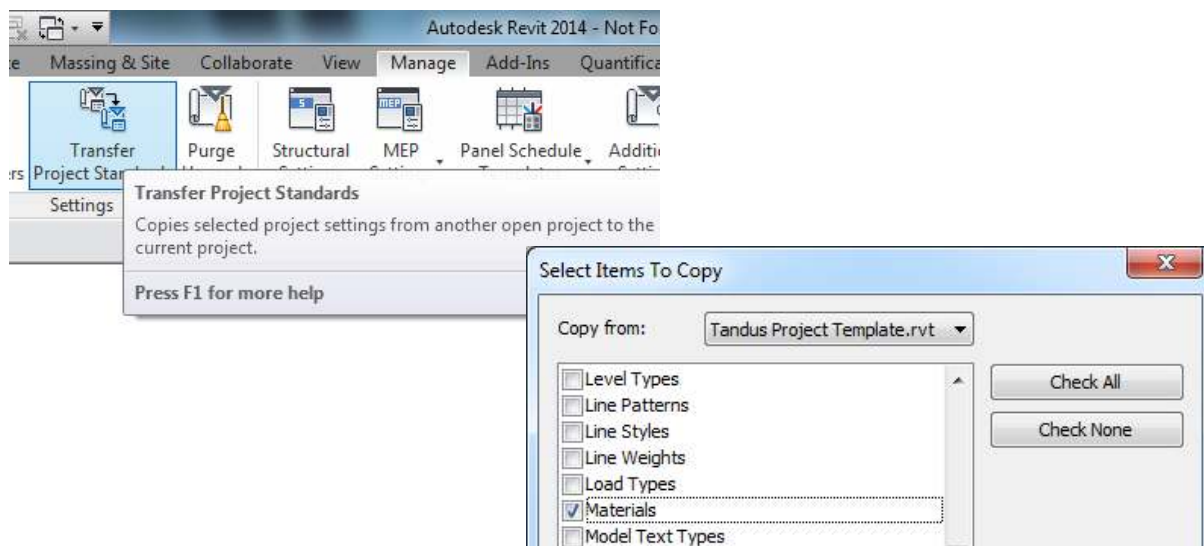 Autodesk Revit 2014 - Not Fo
Massing & Site Collaborate View Manage Add-Ins Quantifica
Transfer Purge Structural MEP Panel Schedule Additi
Project Star
Settings
Transfer Project Standards
Copies selected project settings from another open project to the
current project.
Press F1 for more help
Select Items To Copy
Copy from: Tandus Project Template.rvt
Level Types
Check All
Line Patterns
Line Styles
Check None
Line Weights
Load Types
Materials
Model Text Types